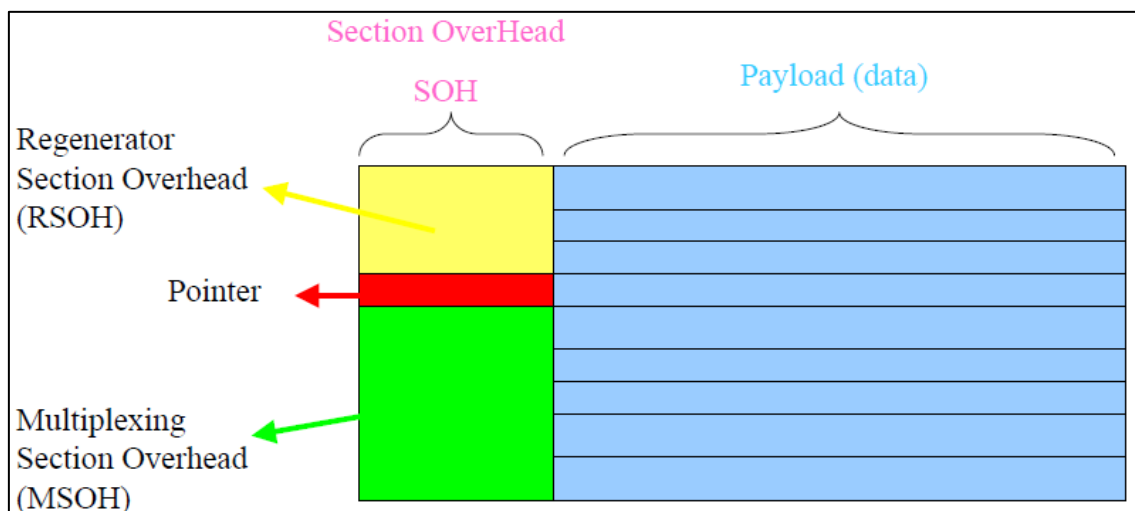 Section OverHead
SOH
Payload (data)
Regenerator
Section Overhead
(RSOH)
Pointer
Multiplexing
Section Overhead
(MSOH)